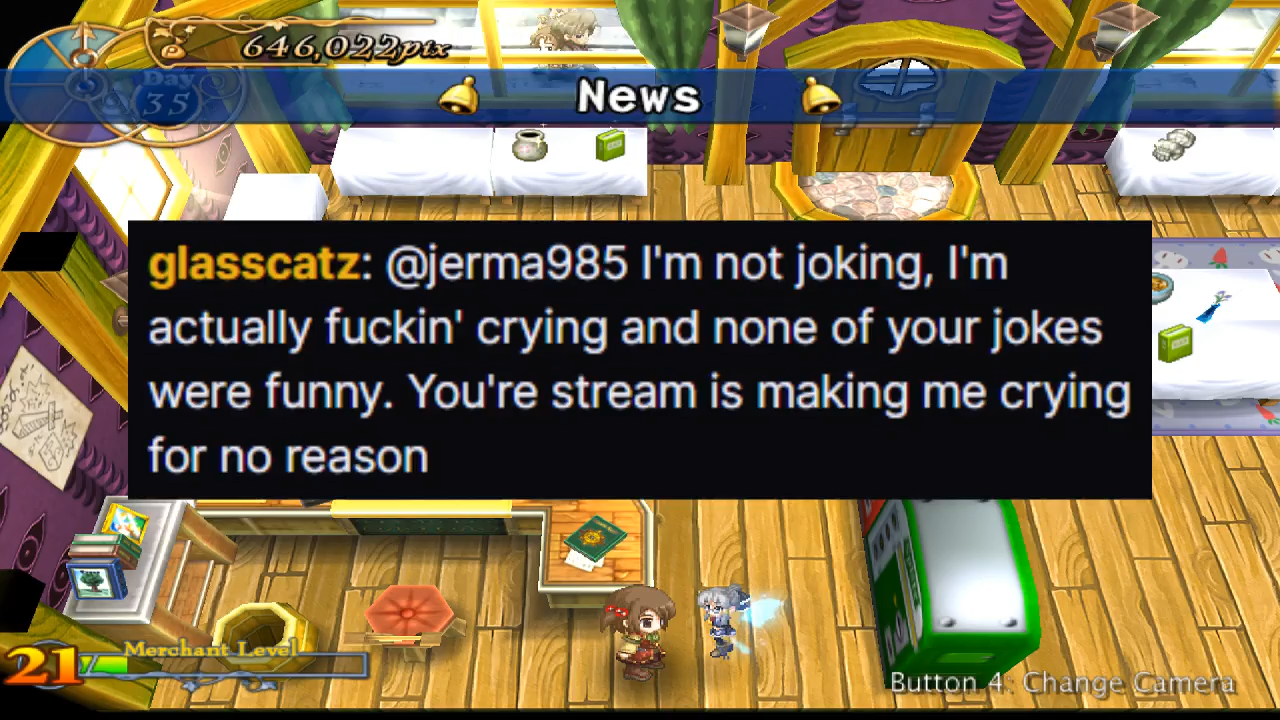 646,022pix
Day
35
News
glasscatz: @jerma985 I'm not joking, I'm
actually fuckin' crying and none of your jokes
were funny. You're stream is making me crying
for no reason
21
Merchant Level
Button 4: Change Camera